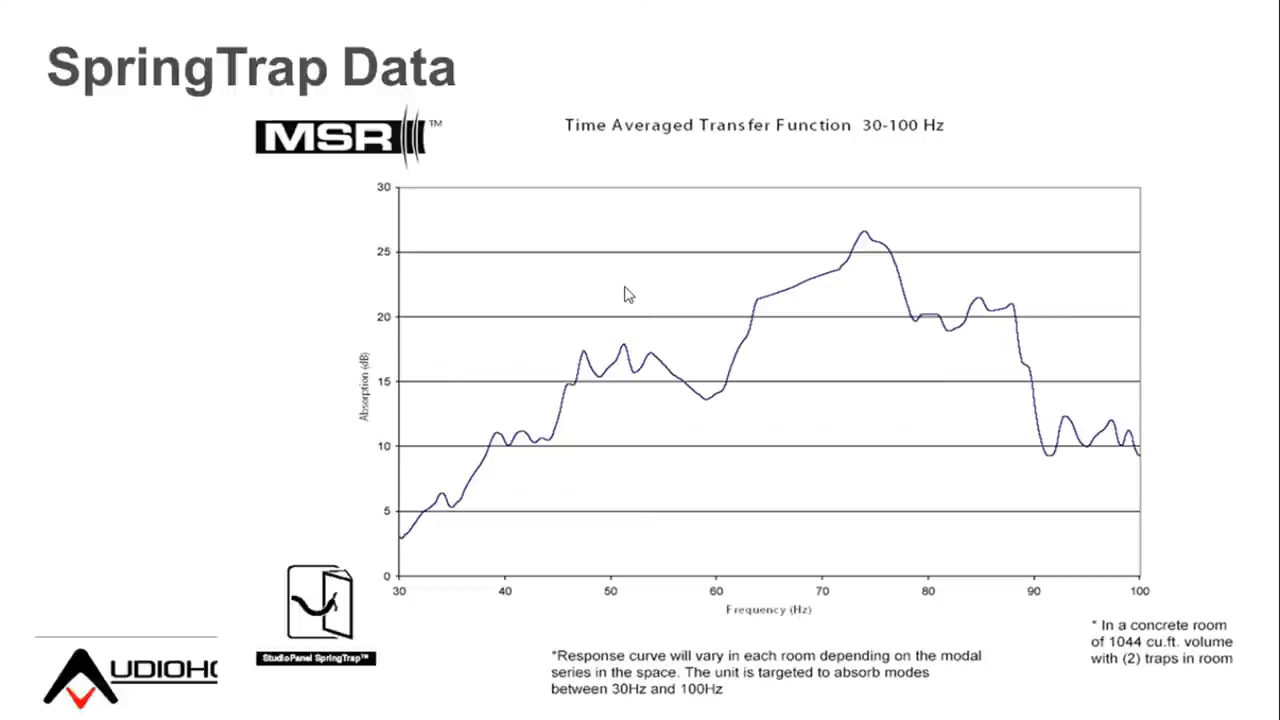 SpringTrap Data
MSR™
Time Averaged Transfer Function 30-100 Hz
30
25
20
15
10
5
0
Absorption (dB)
30 40 50 60 70 80 90 100
Frequency (Hz)
StudioPanel SpringTrap™
*Response curve will vary in each room depending on the modal
series in the space. The unit is targeted to absorb modes
between 30Hz and 100Hz
* In a concrete room
of 1044 cu.ft. volume
with (2) traps in room